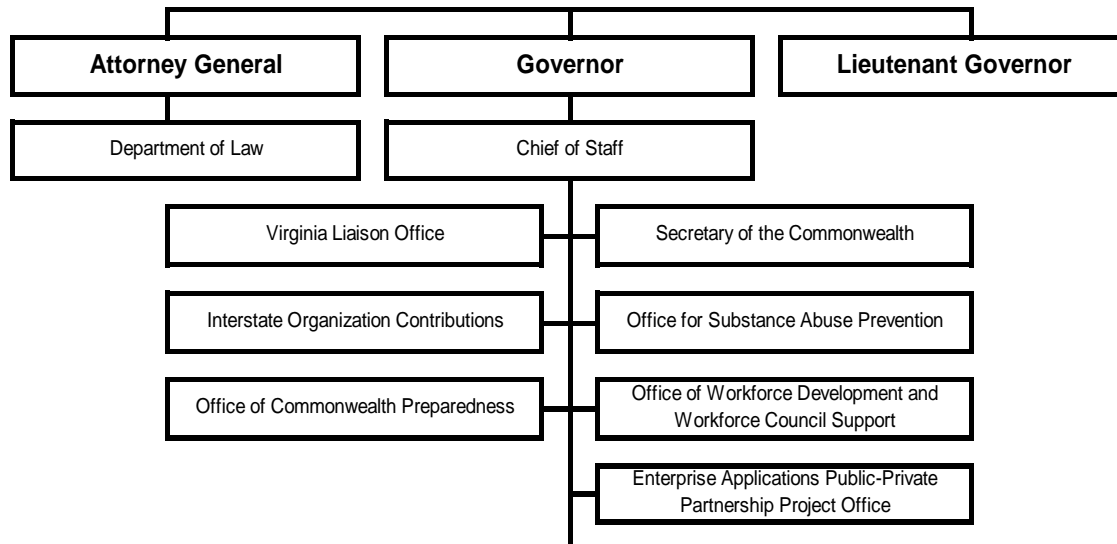 Attorney General
Governor
Lieutenant Governor
Department of Law
Chief of Staff
Virginia Liaison Office
Secretary of the Commonwealth
Interstate Organization Contributions
Office for Substance Abuse Prevention
Office of Commonwealth Preparedness
Office of Workforce Development and
Workforce Council Support
Enterprise Applications Public-Private
Partnership Project Office